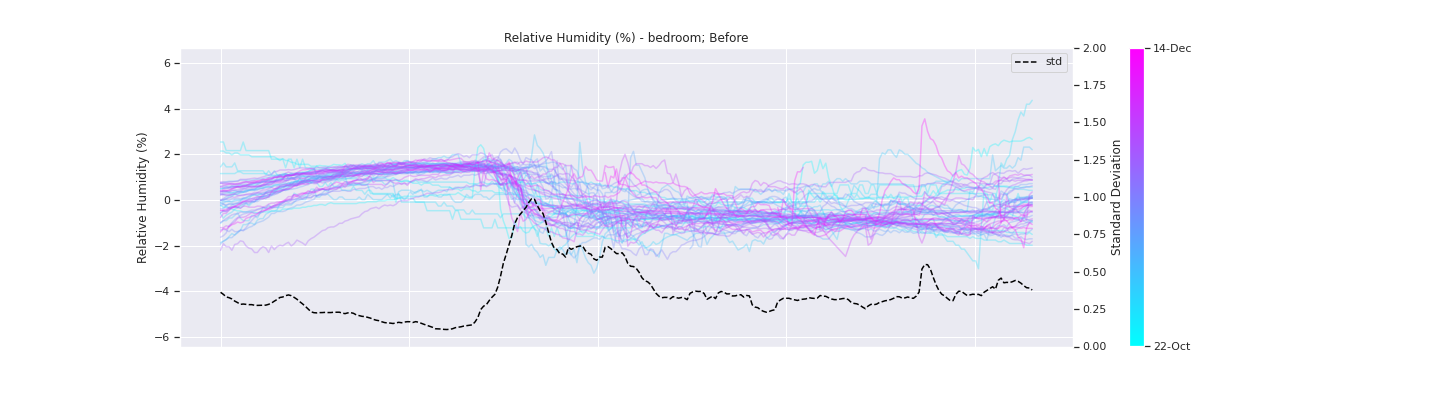 Relative Humidity (%) - bedroom; Before
Relative Humidity (%)
6
4
2
0
−2
−4
−6
std
2.00
1.75
1.50
1.25
1.00
0.75
0.50
0.25
0.00
Standard Deviation
14-Dec
22-Oct